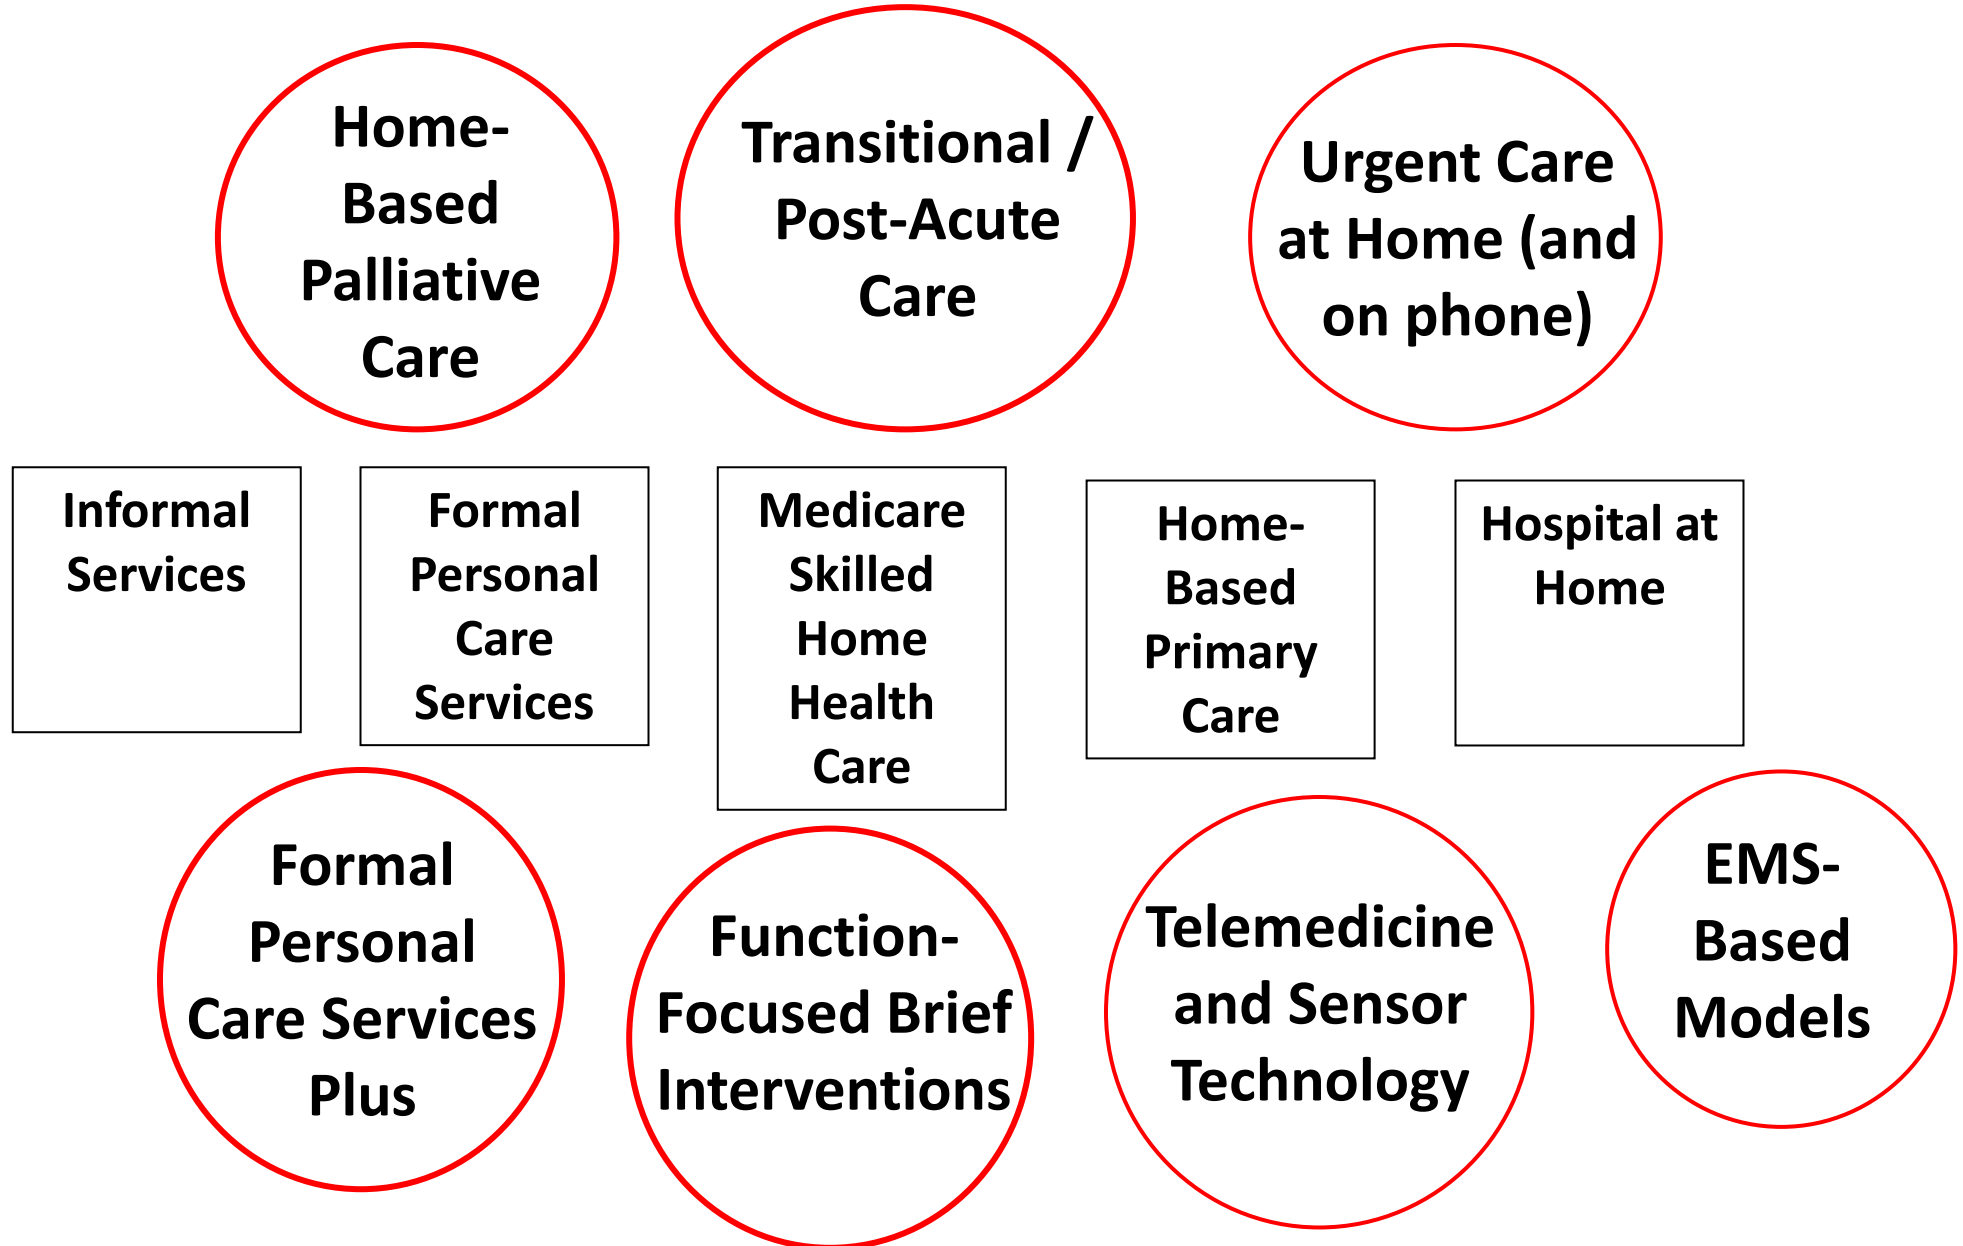 Home-
Based
Palliative
Care
Transitional /
Post-Acute
Care
Urgent Care
at Home (and
on phone)
Informal
Services
Formal
Personal
Care
Services
Medicare
Skilled
Home
Health
Care
Home-
Based
Primary
Care
Hospital at
Home
Formal
Personal
Care Services
Plus
Function-
Focused Brief
Interventions
Telemedicine
and Sensor
Technology
EMS-
Based
Models